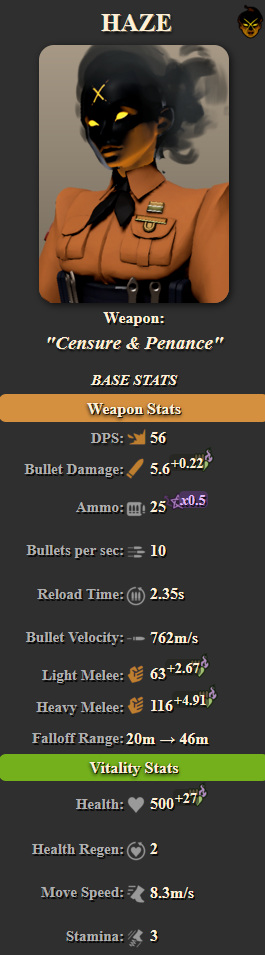 HAZE
Weapon:
"Censure & Penance"
BASE STATS
Weapon Stats
DPS: 56
Bullet Damage: 5.6+0.22
Ammo: 25 x0.5
Bullets per sec: 10
Reload Time: 2.35s
Bullet Velocity: 762m/s
Light Melee: 63+2.67
Heavy Melee: 116+4.91
Falloff Range: 20m → 46m
Vitality Stats
Health: 500+27
Health Regen: 2
Move Speed: 8.3m/s
Stamina: 3